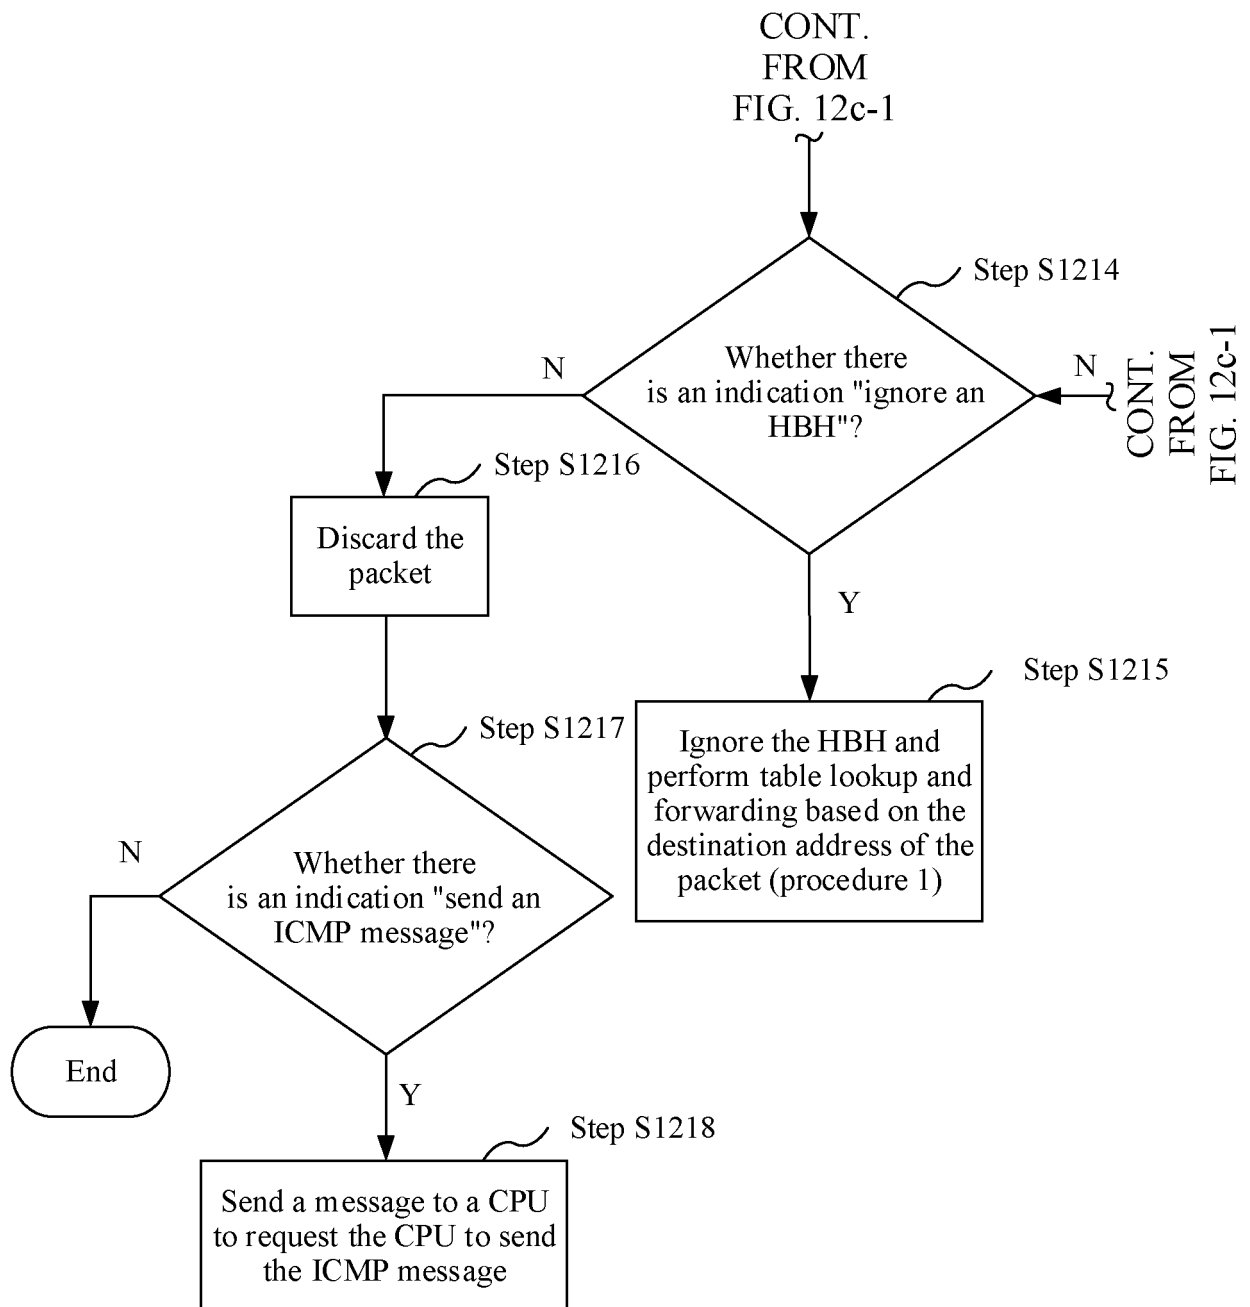 CONT.
FROM
FIG. 12c-1
Step S1214
Whether there
is an indication "ignore an
HBH"?
N
N
CONT.
FROM
FIG. 12c-1
Step S1216
Discard the
packet
Y
Step S1215
Ignore the HBH and
perform table lookup and
forwarding based on the
destination address of the
packet (procedure 1)
Step S1217
Whether there
is an indication "send an
ICMP message"?
N
End
Y
Step S1218
Send a message to a CPU
to request the CPU to send
the ICMP message